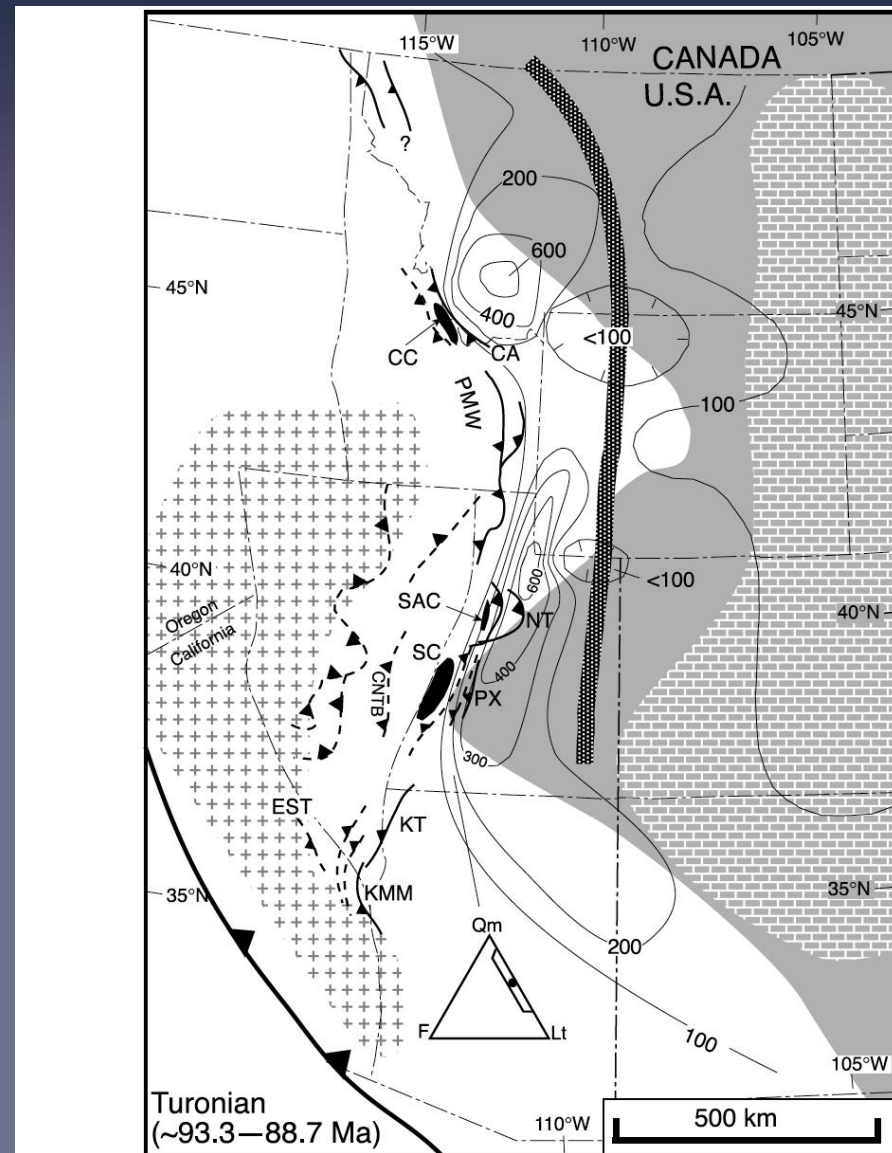 115°W
110°W
105°W
CANADA
U.S.A.
?
200
600
45°N
400
45°N
<100
CC
CA
PMW
100
40°N
600
<100
SAC
Oregon
California
NT
40°N
SC
CNTB
400
PX
300
EST
KT
35°N
KMM
35°N
Qm
200
F
Lt
100
105°W
Turonian
(~93.3—88.7 Ma)
110°W
500 km